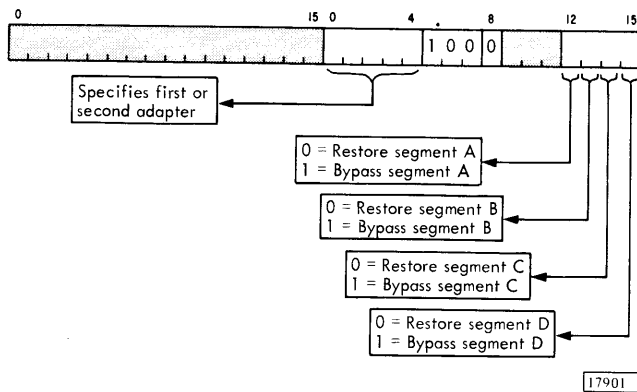 0 15 0 4 8 12 15
1 0 0 0 0
Specifies first or
second adapter
0 = Restore segment A
1 = Bypass segment A
0 = Restore segment B
1 = Bypass segment B
0 = Restore segment C
1 = Bypass segment C
0 = Restore segment D
1 = Bypass segment D
17901